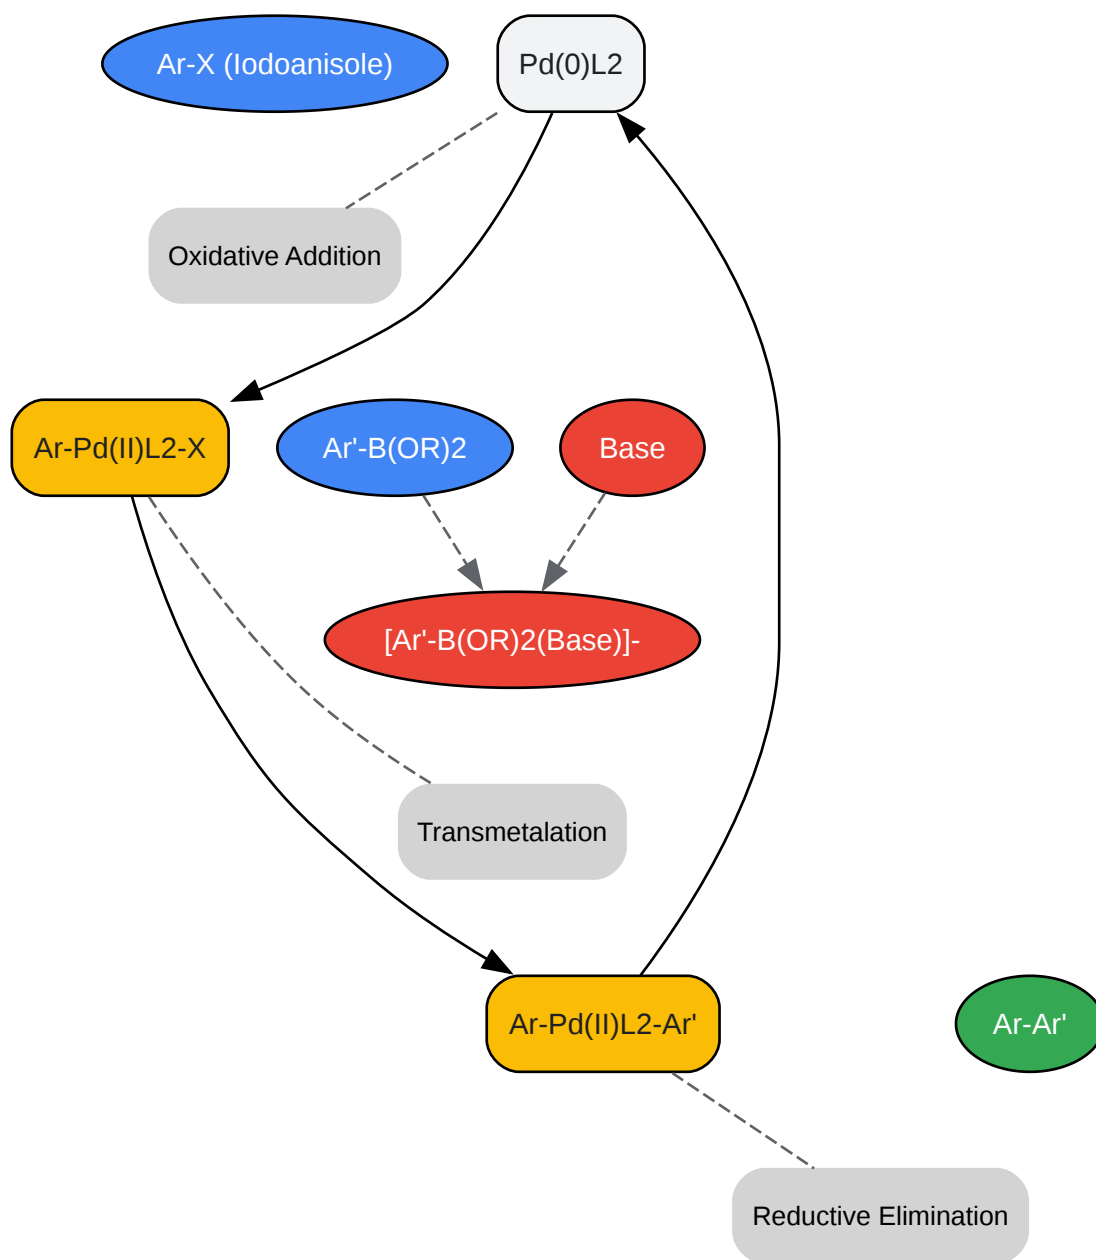 Ar-X (Iodoanisole)
Pd(0)L2
Oxidative Addition
Ar-Pd(II)L2-X
Ar'-B(OR)2
Base
[Ar'-B(OR)2(Base)]-
Transmetalation
Ar-Pd(II)L2-Ar'
Ar-Ar'
Reductive Elimination